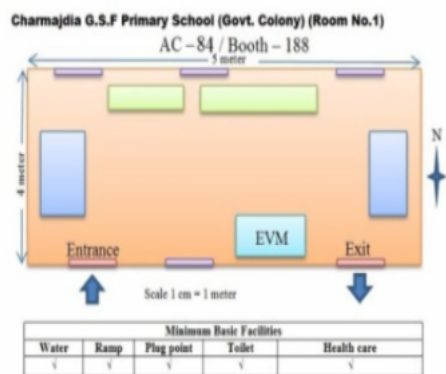 Charmajdia G.S.F Primary School (Govt. Colony) (Room No.1)
AC – 84 / Booth – 188
5 meter
4 meter
N
EVM
Entrance
Exit
Scale 1 cm = 1 meter
Minimum Basic Facilities
Water Ramp Plug point Toilet Health care
√ √ √ √ √